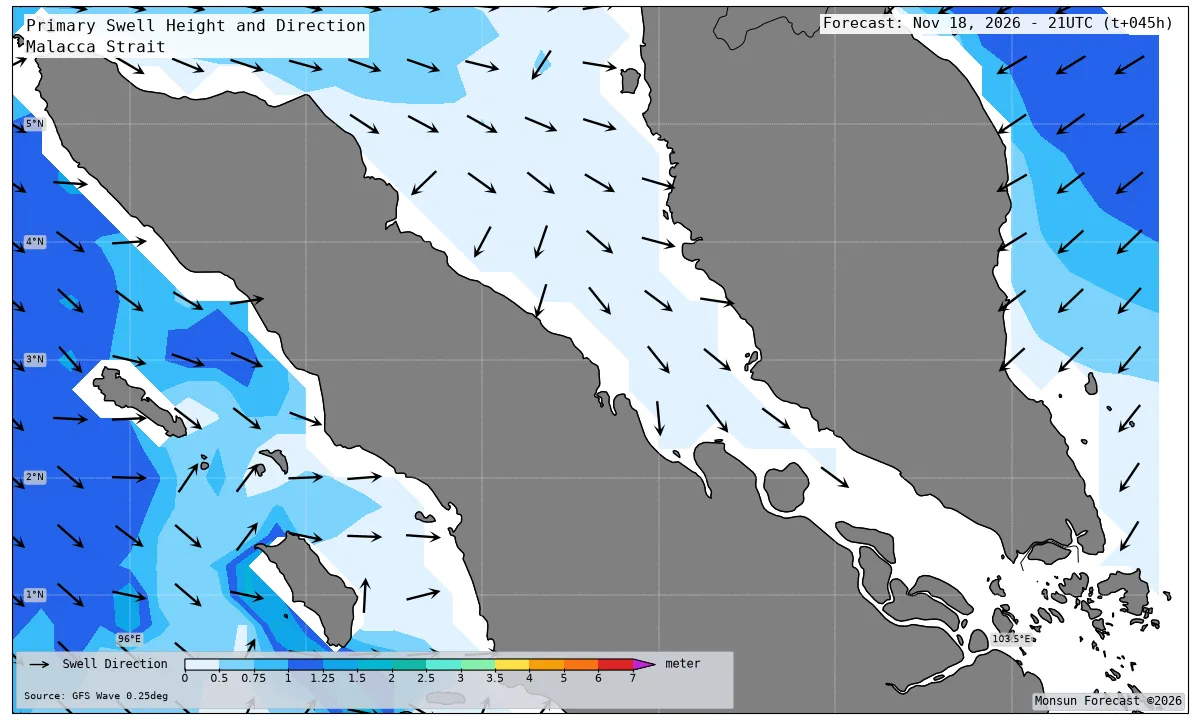 Primary Swell Height and Direction
Malacca Strait
Forecast: Nov 18, 2026 - 21UTC (t+045h)
5°N
4°N
3°N
2°N
1°N
96°E
103.5°E
Swell Direction
0 0.5 0.75 1 1.25 1.5 2 2.5 3 3.5 4 5 6 7
meter
Source: GFS Wave 0.25deg
Monsun Forecast ©2026